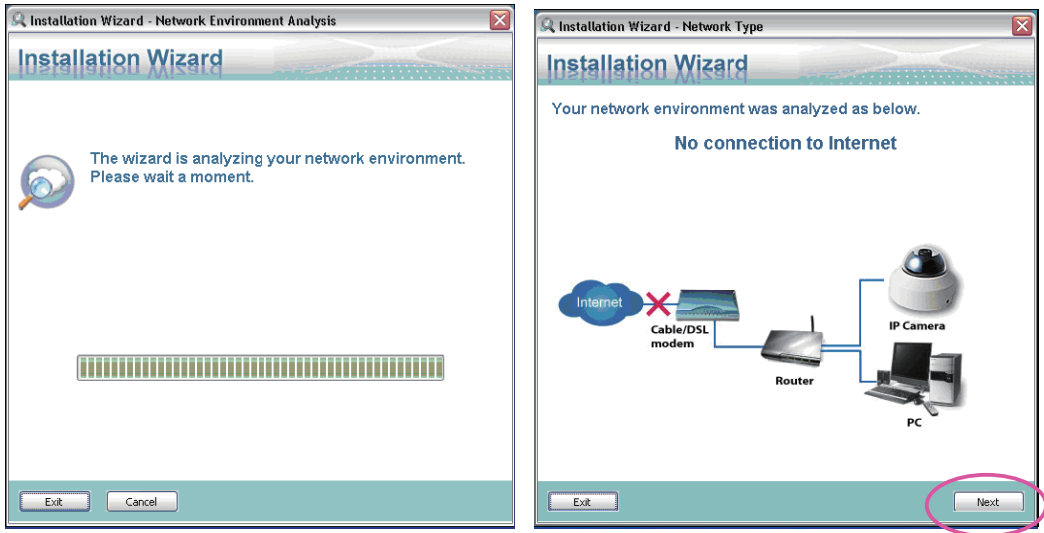 Installation Wizard - Network Environment Analysis
Installation Wizard
The wizard is analyzing your network environment.
Please wait a moment.
Exit
Cancel
Installation Wizard - Network Type
Installation Wizard
Your network environment was analyzed as below.
No connection to Internet
Internet
Cable/DSL
modem
Router
IP Camera
PC
Exit
Next